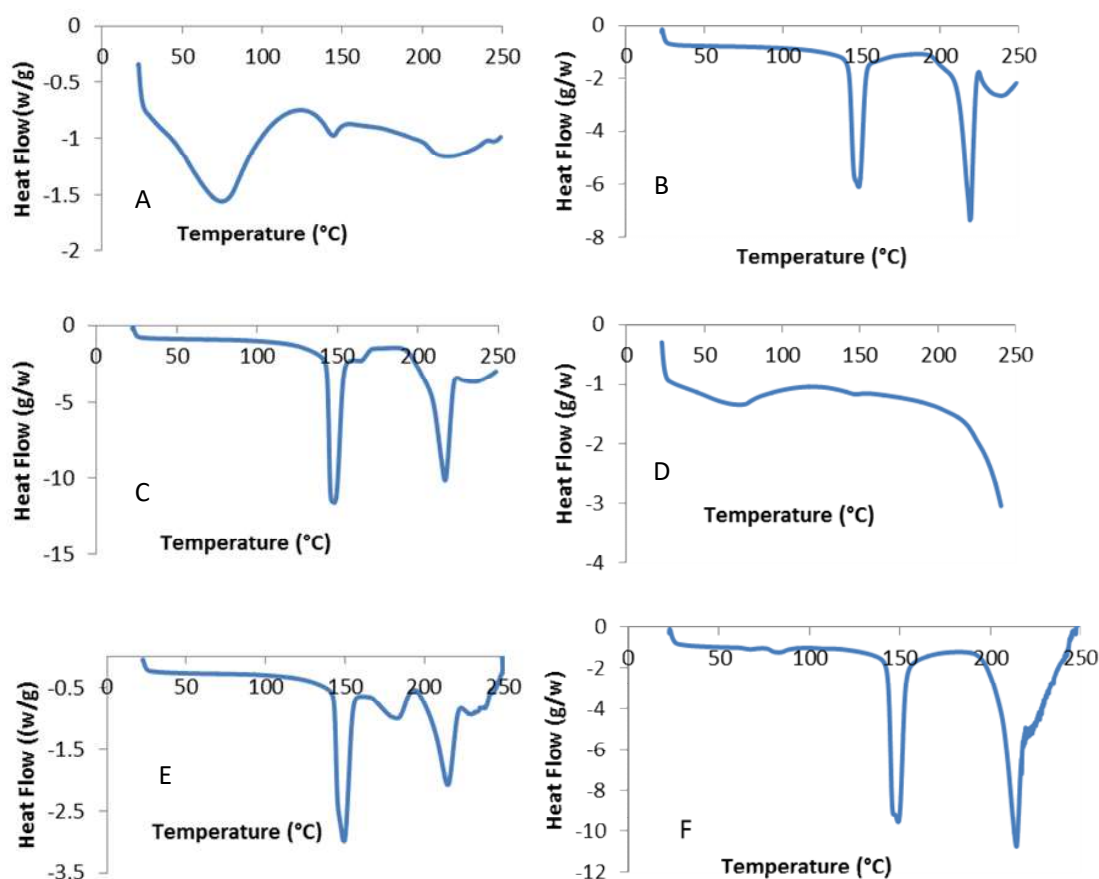 0
0 50 100 150 200 250
-0.5
-1
-1.5
-2
Heat Flow(w/g)
A
Temperature (°C)
0
0 50 100 150 200 250
-2
-4
-6
-8
Heat Flow (g/w)
B
Temperature (°C)
0
0 50 100 150 200 250
-5
-10
-15
Heat Flow (g/w)
C
Temperature (°C)
0
0 50 100 150 200 250
-1
-2
-3
-4
Heat Flow (g/w)
D
Temperature (°C)
0 50 100 150 200 250
-0.5
-1.5
-2.5
-3.5
Heat Flow ((w/g)
E
Temperature (°C)
0
0 50 100 150 200 250
-2
-4
-6
-8
-10
-12
Heat Flow (g/w)
F
Temperature (°C)